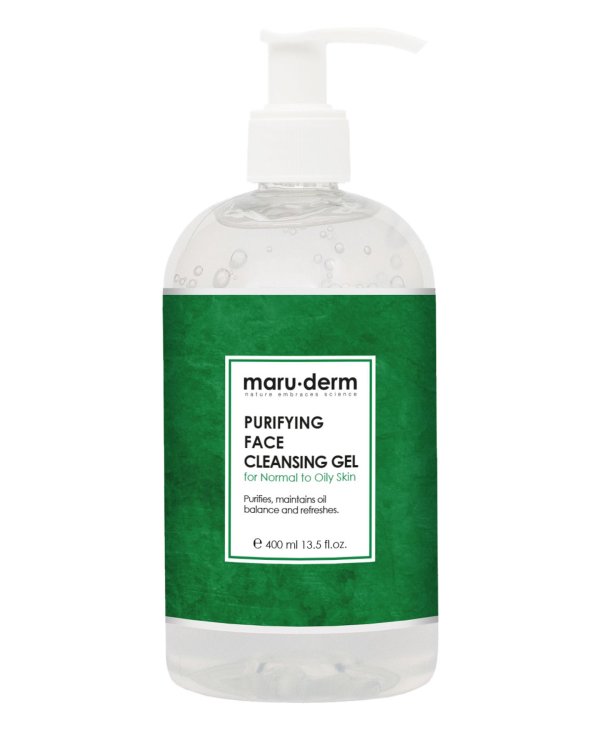 maru·derm
nature embraces science
PURIFYING
FACE
CLEANSING GEL
for Normal to Oily Skin
Purifies, maintains oil
balance and refreshes.
℮ 400 ml 13.5 fl.oz.